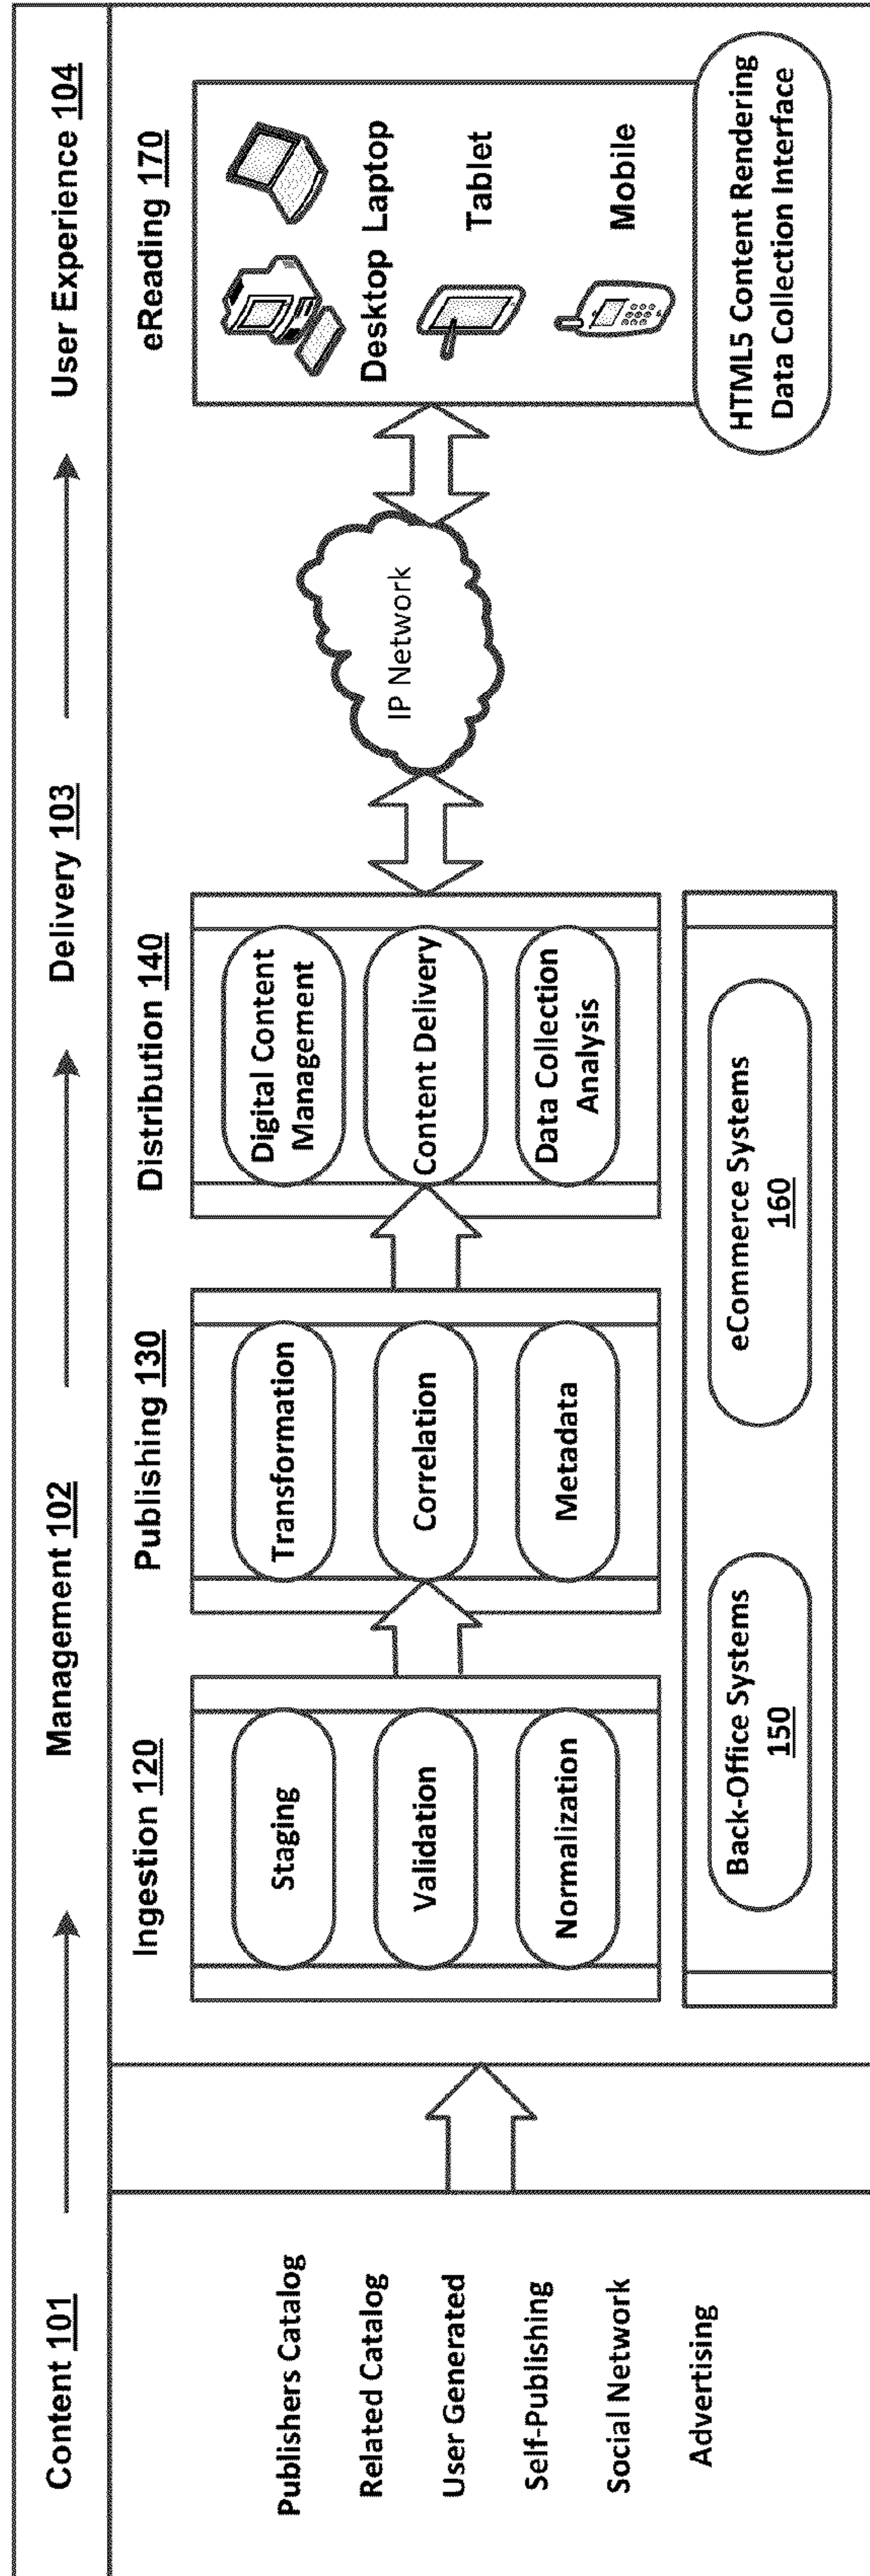 Content 101
Management 102
Delivery 103
User Experience 104
Publishers Catalog
Related Catalog
User Generated
Self-Publishing
Social Network
Advertising
Ingestion 120
Staging
Validation
Normalization
Publishing 130
Transformation
Correlation
Metadata
Distribution 140
Digital Content
Management
Content Delivery
Data Collection
Analysis
Back-Office Systems
150
eCommerce Systems
160
IP Network
eReading 170
Desktop Laptop
Tablet
Mobile
HTML5 Content Rendering
Data Collection Interface